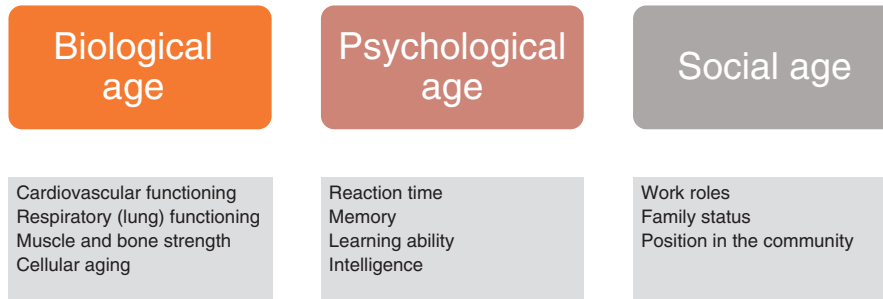 Biological
age
Psychological
age
Social age
Cardiovascular functioning
Respiratory (lung) functioning
Muscle and bone strength
Cellular aging
Reaction time
Memory
Learning ability
Intelligence
Work roles
Family status
Position in the community